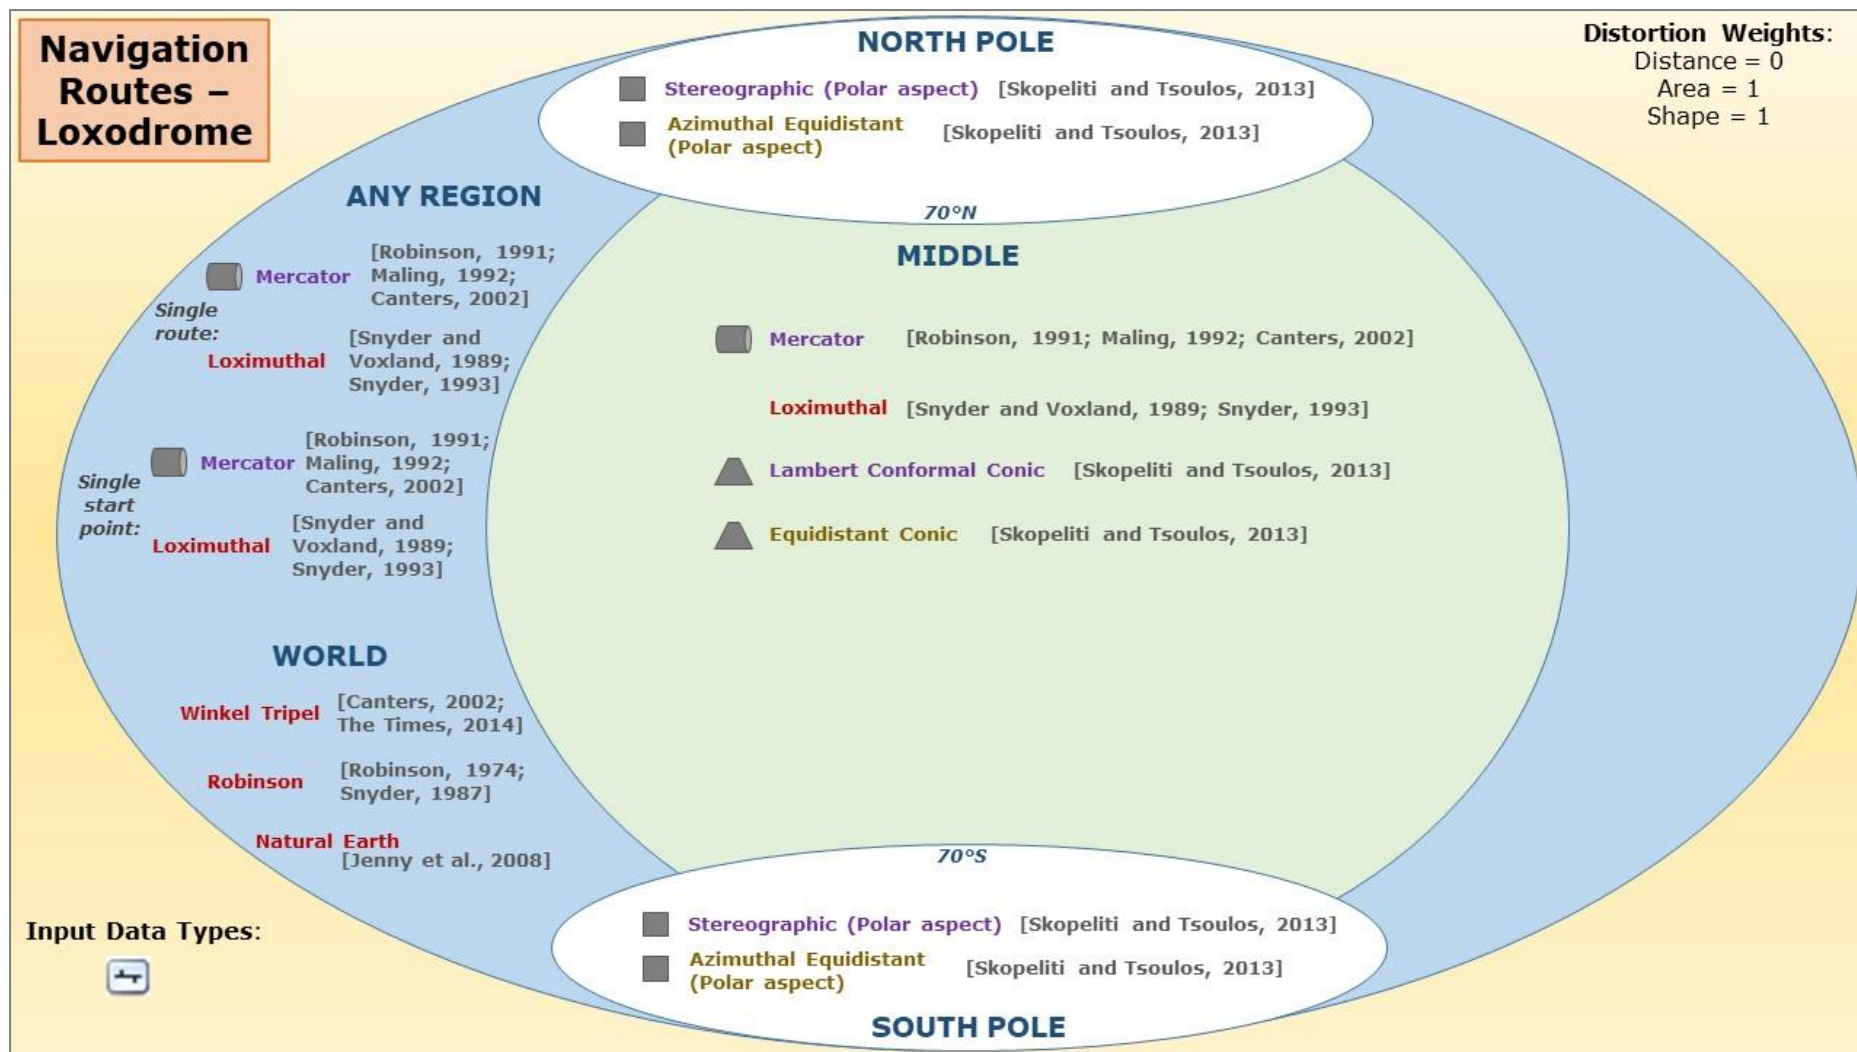 Navigation
Routes –
Loxodrome
Distortion Weights:
Distance = 0
Area = 1
Shape = 1
NORTH POLE
Stereographic (Polar aspect) [Skopeliti and Tsoulos, 2013]
Azimuthal Equidistant
(Polar aspect)
[Skopeliti and Tsoulos, 2013]
70°N
ANY REGION
Single
route:
Mercator
[Robinson, 1991;
Maling, 1992;
Canters, 2002]
Loximuthal
[Snyder and
Voxland, 1989;
Snyder, 1993]
Single
start
point:
Mercator
[Robinson, 1991;
Maling, 1992;
Canters, 2002]
Loximuthal
[Snyder and
Voxland, 1989;
Snyder, 1993]
MIDDLE
Mercator [Robinson, 1991; Maling, 1992; Canters, 2002]
Loximuthal [Snyder and Voxland, 1989; Snyder, 1993]
Lambert Conformal Conic [Skopeliti and Tsoulos, 2013]
Equidistant Conic [Skopeliti and Tsoulos, 2013]
WORLD
Winkel Tripel
[Canters, 2002;
The Times, 2014]
Robinson
[Robinson, 1974;
Snyder, 1987]
Natural Earth
[Jenny et al., 2008]
70°S
Stereographic (Polar aspect) [Skopeliti and Tsoulos, 2013]
Azimuthal Equidistant
(Polar aspect)
[Skopeliti and Tsoulos, 2013]
SOUTH POLE
Input Data Types: